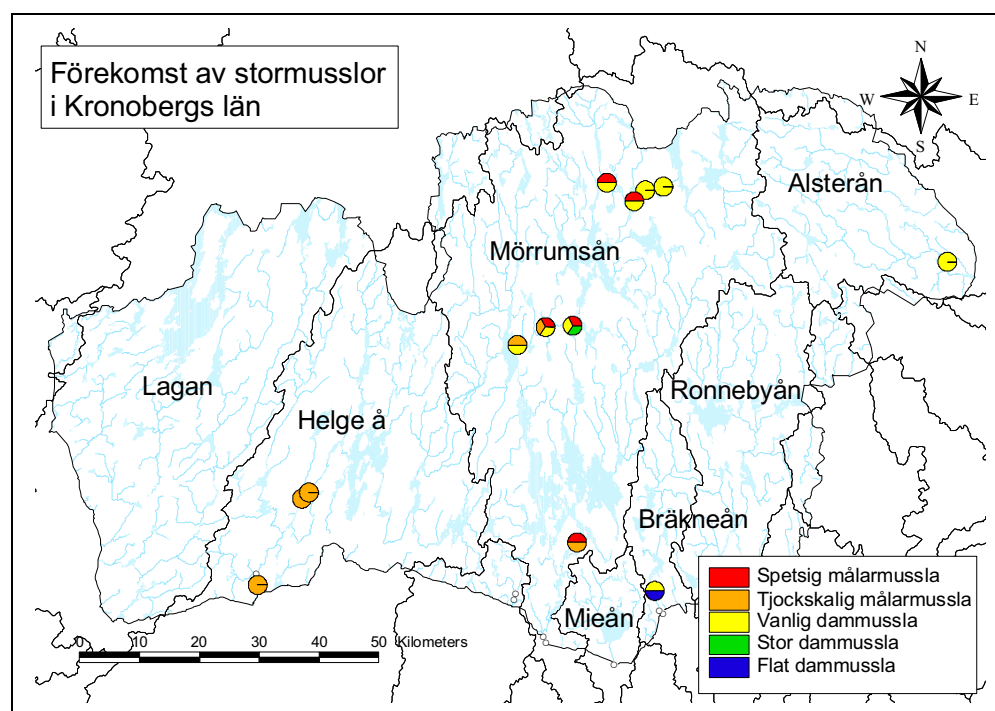 Förekomst av stormusslor
i Kronobergs län
N
W
E
S
Alsterån
Mörrumsån
Ronnebyån
Lagan
Helge å
Bräkneån
Mieån
Spetsig målarmussla
Tjockskalig målarmussla
Vanlig dammussla
Stor dammussla
Flat dammussla
0 10 20 30 40 50 Kilometers